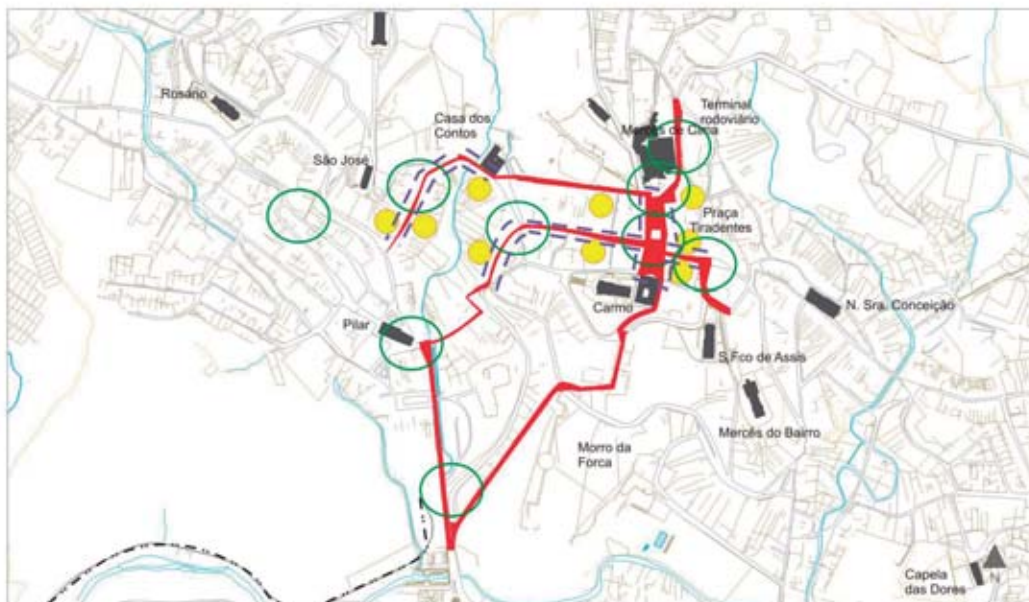 Rosário
Casa dos
Contos
São José
Terminal
rodoviário
Mercês de Cima
Praça
Tiradentes
Pilar
Carmo
N. Sra. Conceição
S.Fco de Assis
Mercês do Bairro
Morro da
Forca
Capela
das Dores
N